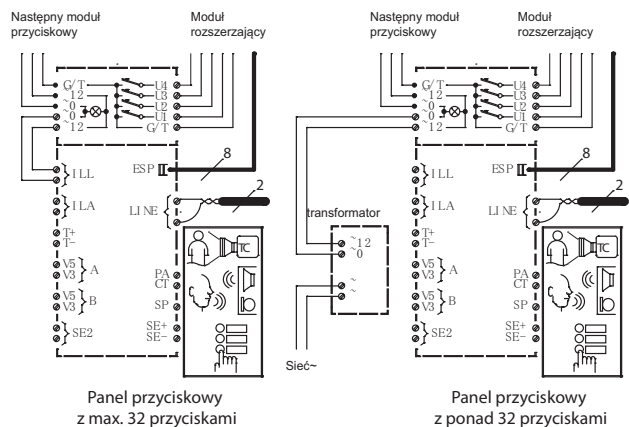 Następny moduł
przyciskowy
Moduł
rozszerzający
G/T
~12
~0
~0
~12
U4
U3
U2
U1
G/T
ILL
ESP
8
ILA
LINE
2
T+
T-
TC
V5
V3
A
PA
CT
V5
V3
B
SP
SE2
SE+
SE-
Panel przyciskowy
z max. 32 przyciskami
transformator
~12
~0
~
~
Sieć~
Następny moduł
przyciskowy
Moduł
rozszerzający
G/T
~12
~0
~0
~12
U4
U3
U2
U1
G/T
ILL
ESP
8
ILA
LINE
2
T+
T-
TC
V5
V3
A
PA
CT
V5
V3
B
SP
SE2
SE+
SE-
Panel przyciskowy
z ponad 32 przyciskami